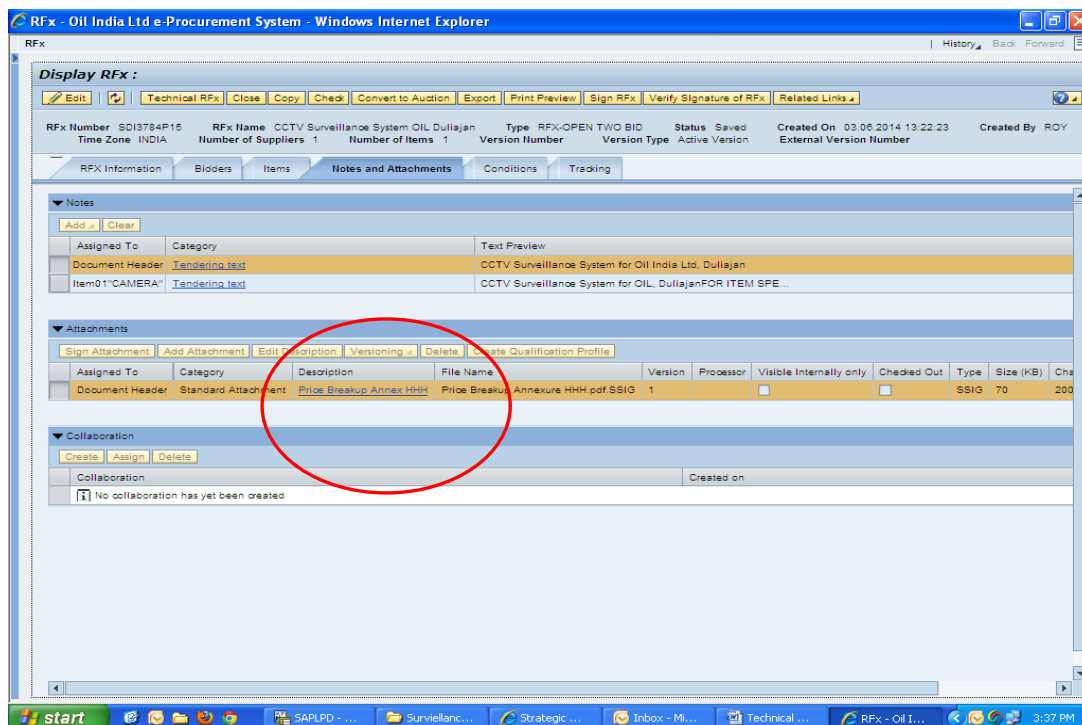 RFx - Oil India Ltd e-Procurement System - Windows Internet Explorer
RFx | History Back Forward
Display RFx :
Edit | | Technical RFx Close Copy Check Convert to Auction Export Print Preview Sign RFx Verify Signature of RFx Related Links
RFx Number SDI3784P15 RFx Name CCTV Surveillance System OIL Duliajan Type RFX-OPEN TWO BID Status Saved Created On 03.06.2014 13:22:23 Created By ROY
Time Zone INDIA Number of Suppliers 1 Number of Items 1 Version Number Version Type Active Version External Version Number
RFX Information Bidders Items Notes and Attachments Conditions Tracking
Notes
Add Clear
Assigned To Category Text Preview
Document Header Tendering text CCTV Surveillance System for Oil India Ltd, Duliajan
Item01"CAMERA" Tendering text CCTV Surveillance System for OIL, DuliajanFOR ITEM SPE...
Attachments
Sign Attachment Add Attachment Edit Description Versioning Delete Create Qualification Profile
Assigned To Category Description File Name Version Processor Visible Internally only Checked Out Type Size (KB) Cha
Document Header Standard Attachment Price Breakup Annex HHH Price Breakup Annexure HHH.pdf.SSIG 1 SSIG 70 200
Collaboration
Create Assign Delete
Collaboration Created on
No collaboration has yet been created
start SAPLPD - ... Surviellanc... Strategic ... Inbox - Mi... Technical ... RFx - Oil I... 3:37 PM